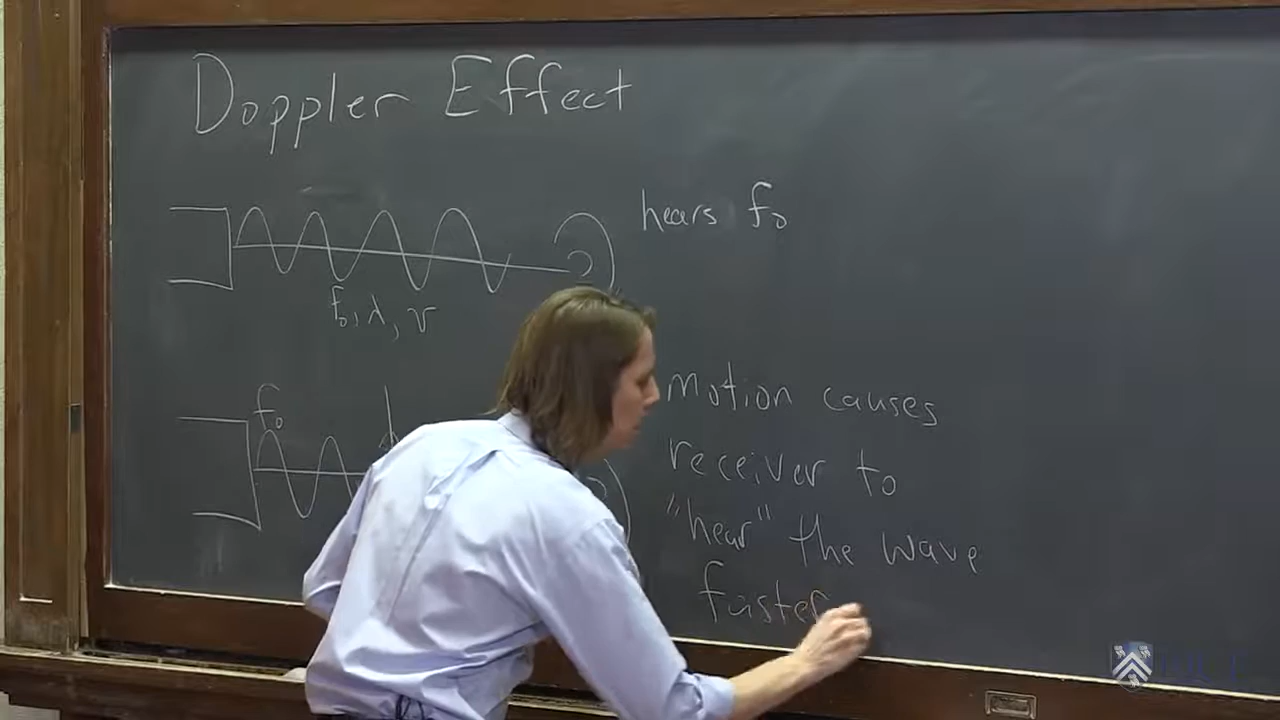 Doppler Effect
hears f₀
f₀, λ, v
f₀
Motion causes
receiver to
"hear" the wave
faster